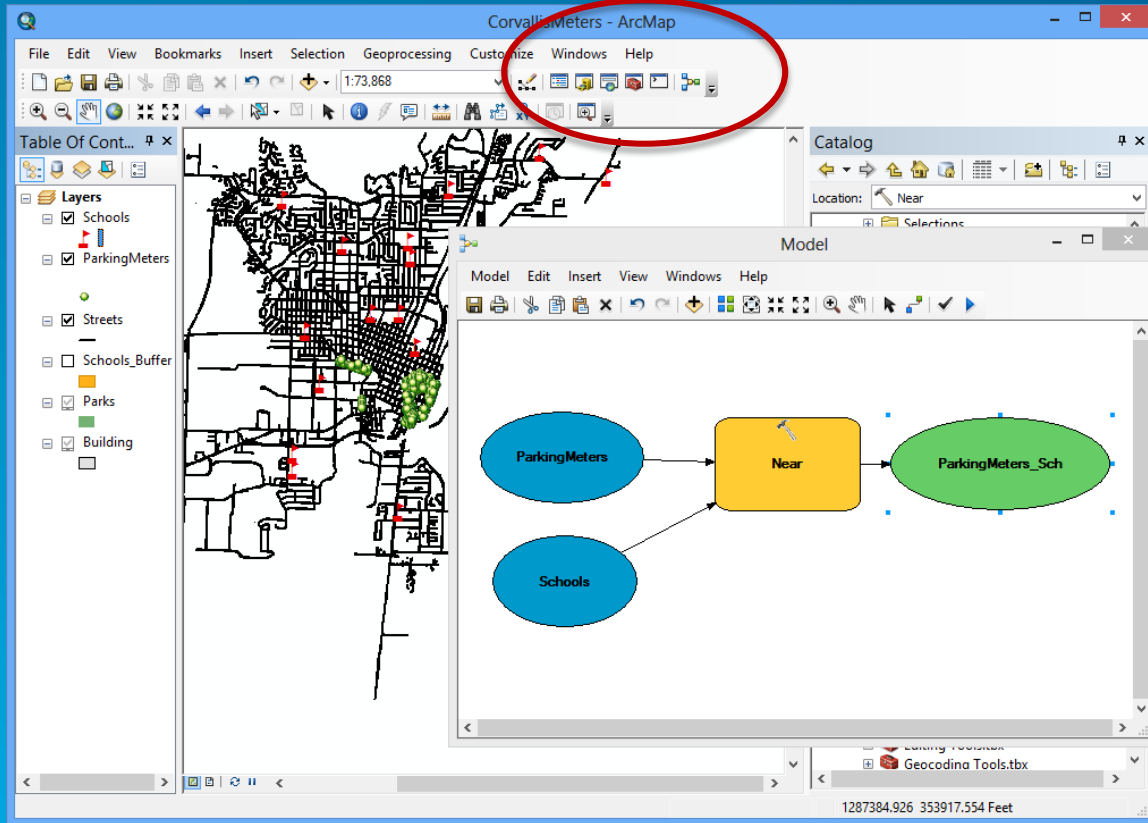 CorvallisMeters - ArcMap
File Edit View Bookmarks Insert Selection Geoprocessing Customize Windows Help
1:73,868
Table Of Cont...
Layers
Schools
ParkingMeters
Streets
Schools_Buffer
Parks
Building
Catalog
Location: Near
Selections
Model
Model Edit Insert View Windows Help
ParkingMeters
Near
ParkingMeters_Sch
Schools
Editing Tools.tbx
Geocoding Tools.tbx
1287384.926 353917.554 Feet